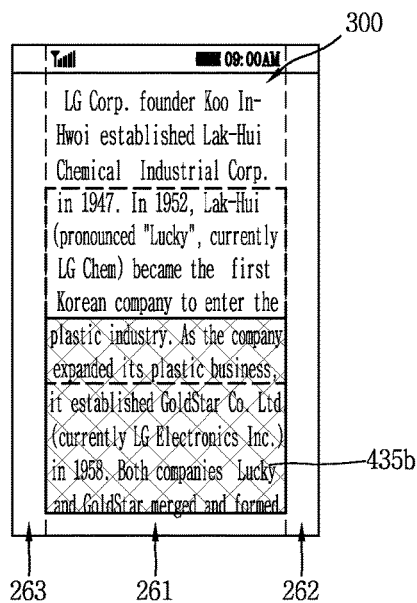 300
09:00AM
LG Corp. founder Koo In-
Hwoi established Lak-Hui
Chemical Industrial Corp.
in 1947. In 1952, Lak-Hui
(pronounced "Lucky", currently
LG Chem) became the first
Korean company to enter the
plastic industry. As the company
expanded its plastic business,
it established GoldStar Co. Ltd
(currently LG Electronics Inc.)
in 1958. Both companies Lucky
and GoldStar merged and formed
435b
263 261 262